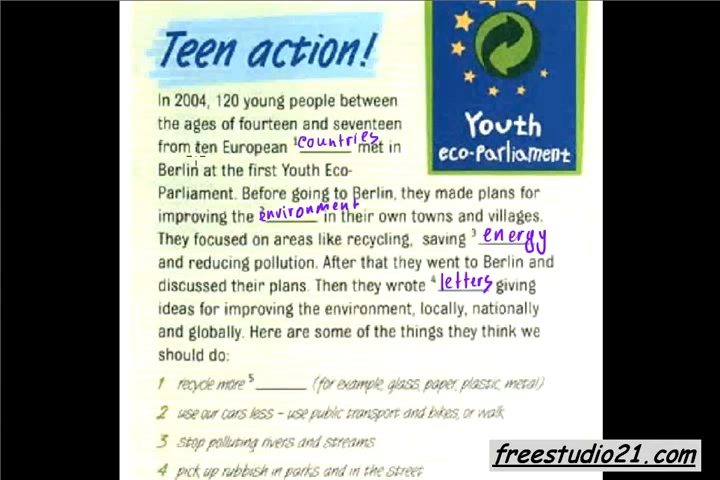 Teen action!
In 2004, 120 young people between
the ages of fourteen and seventeen
from ten European ¹countries met in
Berlin at the first Youth Eco-
Parliament. Before going to Berlin, they made plans for
improving the ²environment in their own towns and villages.
They focused on areas like recycling, saving ³ energy
and reducing pollution. After that they went to Berlin and
discussed their plans. Then they wrote ⁴letters giving
ideas for improving the environment, locally, nationally
and globally. Here are some of the things they think we
should do:
1 recycle more ⁵______ (for example, glass, paper, plastic, metal)
2 use our cars less – use public transport and bikes, or walk
3 stop polluting rivers and streams
4 pick up rubbish in parks and in the street
Youth
eco-Parliament
freestudio21.com